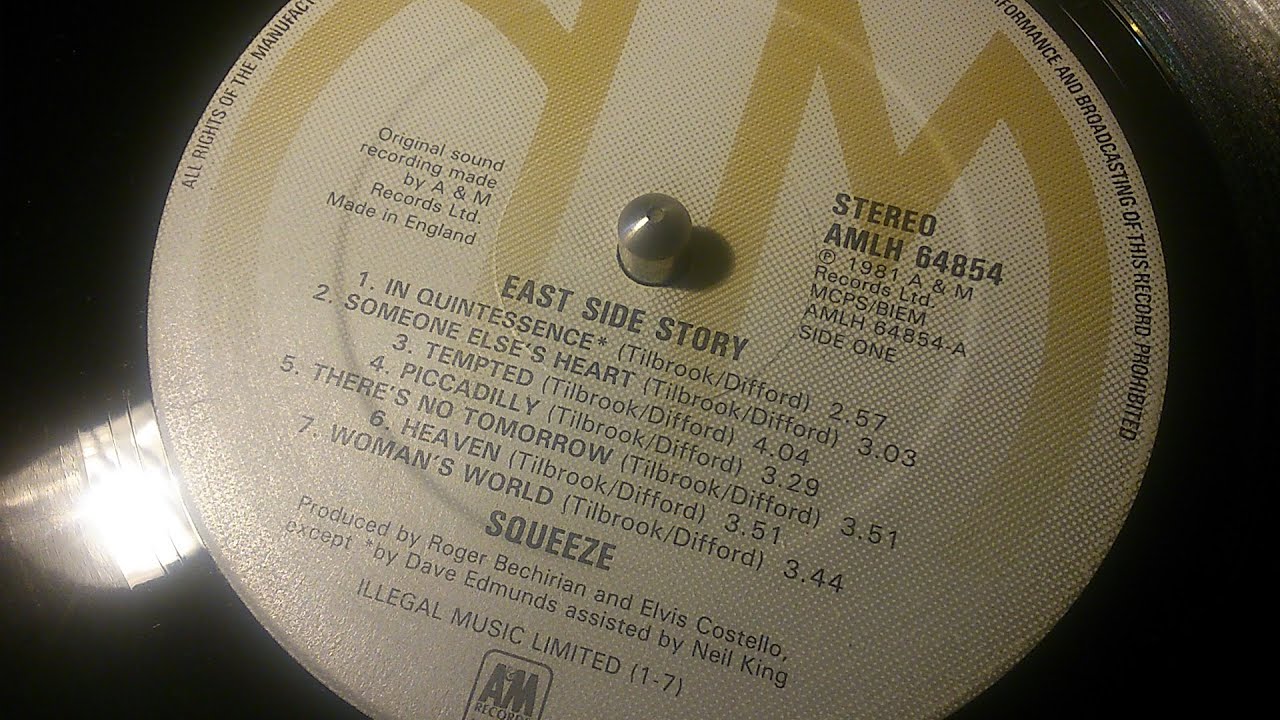 ALL RIGHTS OF THE MANUFACT
FORMANCE AND BROADCASTING OF THIS RECORD PROHIBITED
Original sound
recording made
by A & M
Records Ltd.
Made in England
STEREO
AMLH 64854
℗ 1981 A & M
Records Ltd.
MCPS/BIEM
AMLH 64854-A
SIDE ONE
EAST SIDE STORY
1. IN QUINTESSENCE* (Tilbrook/Difford) 2.57
2. SOMEONE ELSE'S HEART (Tilbrook/Difford) 3.03
3. TEMPTED (Tilbrook/Difford) 4.04
4. PICCADILLY (Tilbrook/Difford) 3.29
5. THERE'S NO TOMORROW (Tilbrook/Difford) 3.51
6. HEAVEN (Tilbrook/Difford) 3.51
7. WOMAN'S WORLD (Tilbrook/Difford) 3.44
SQUEEZE
Produced by Roger Bechirian and Elvis Costello,
except *by Dave Edmunds assisted by Neil King
ILLEGAL MUSIC LIMITED (1-7)
A&M
RECORDS